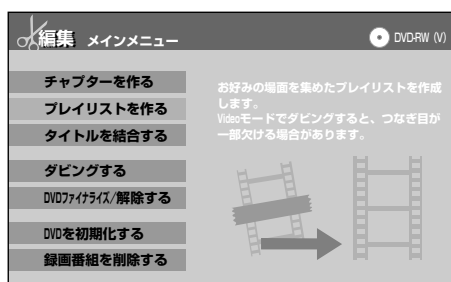 編集 メインメニュー
DVD-RW (V)
チャプターを作る
プレイリストを作る
タイトルを結合する
ダビングする
DVDファイナライズ/解除する
DVDを初期化する
録画番組を削除する
お好みの場面を集めたプレイリストを作成
します。
Videoモードでダビングすると、つなぎ目が
一部欠ける場合があります。